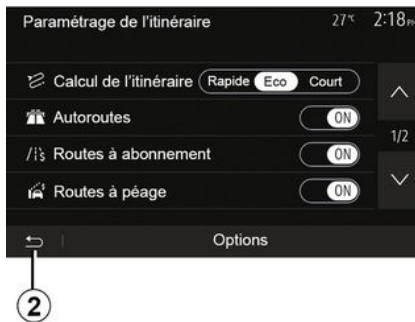 Paramétrage de l'itinéraire 27°c 2:18 PM
Calcul de l'itinéraire Rapide Eco Court
Autoroutes ON
1/2
Routes à abonnement ON
Routes à péage ON
Options
2